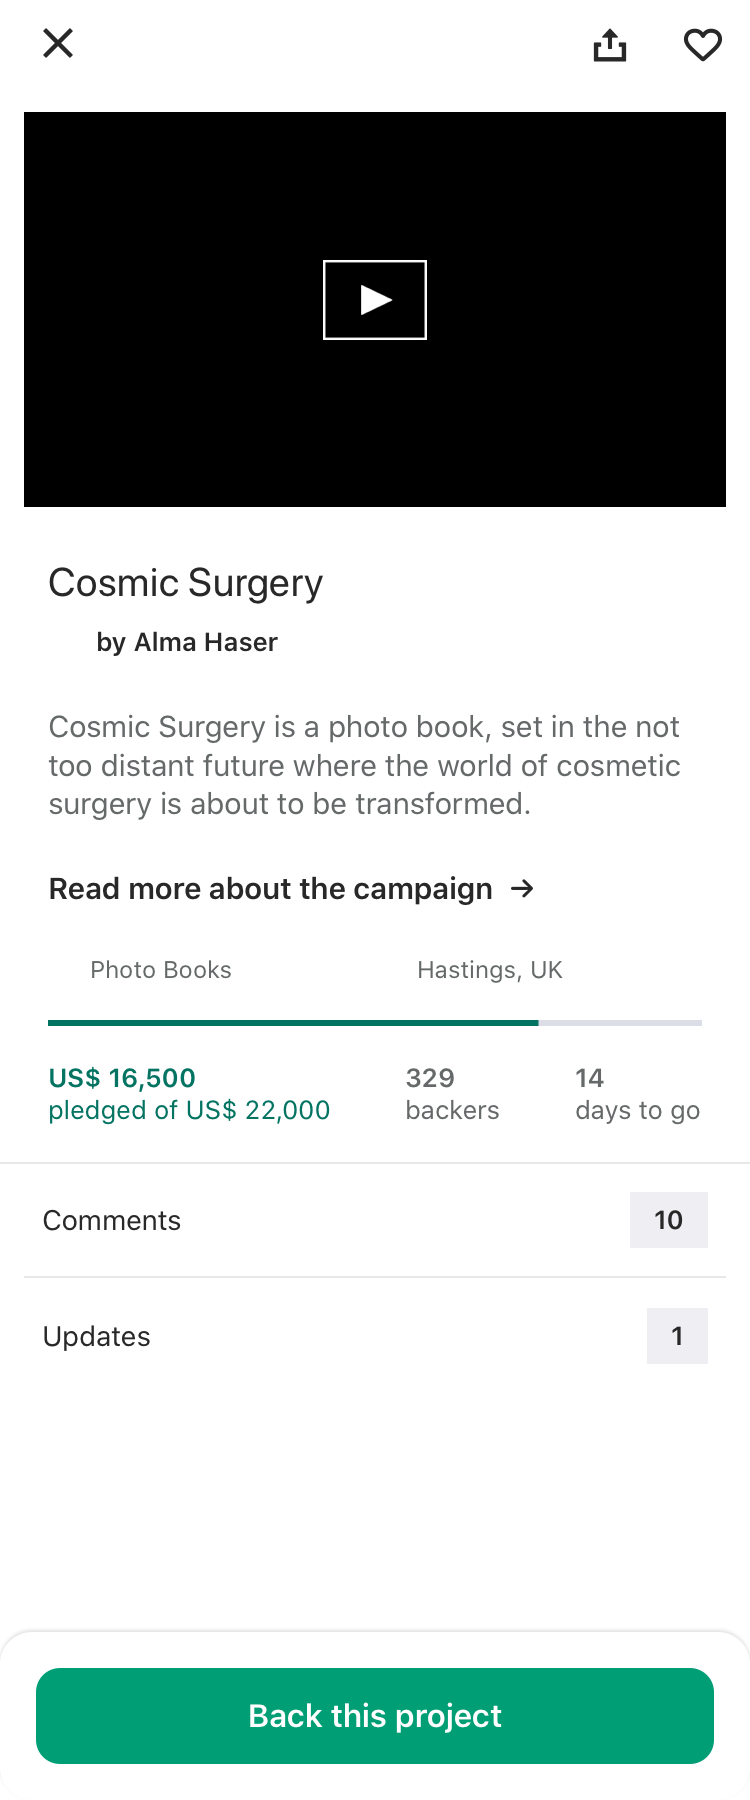 Cosmic Surgery
by Alma Haser
Cosmic Surgery is a photo book, set in the not
too distant future where the world of cosmetic
surgery is about to be transformed.
Read more about the campaign →
Photo Books
Hastings, UK
US$ 16,500
pledged of US$ 22,000
329
backers
14
days to go
Comments
10
Updates
1
Back this project